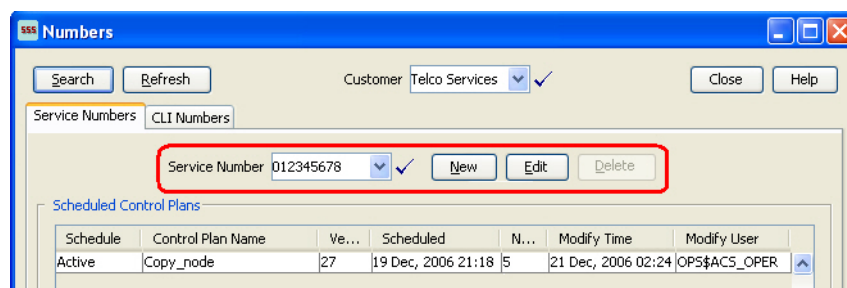 SSS Numbers
Search Refresh Customer Telco Services Close Help
Service Numbers CLI Numbers
Service Number 012345678 New Edit Delete
Scheduled Control Plans
Schedule Control Plan Name Ve... Scheduled N... Modify Time Modify User
Active Copy_node 27 19 Dec, 2006 21:18 5 21 Dec, 2006 02:24 OPS$ACS_OPER